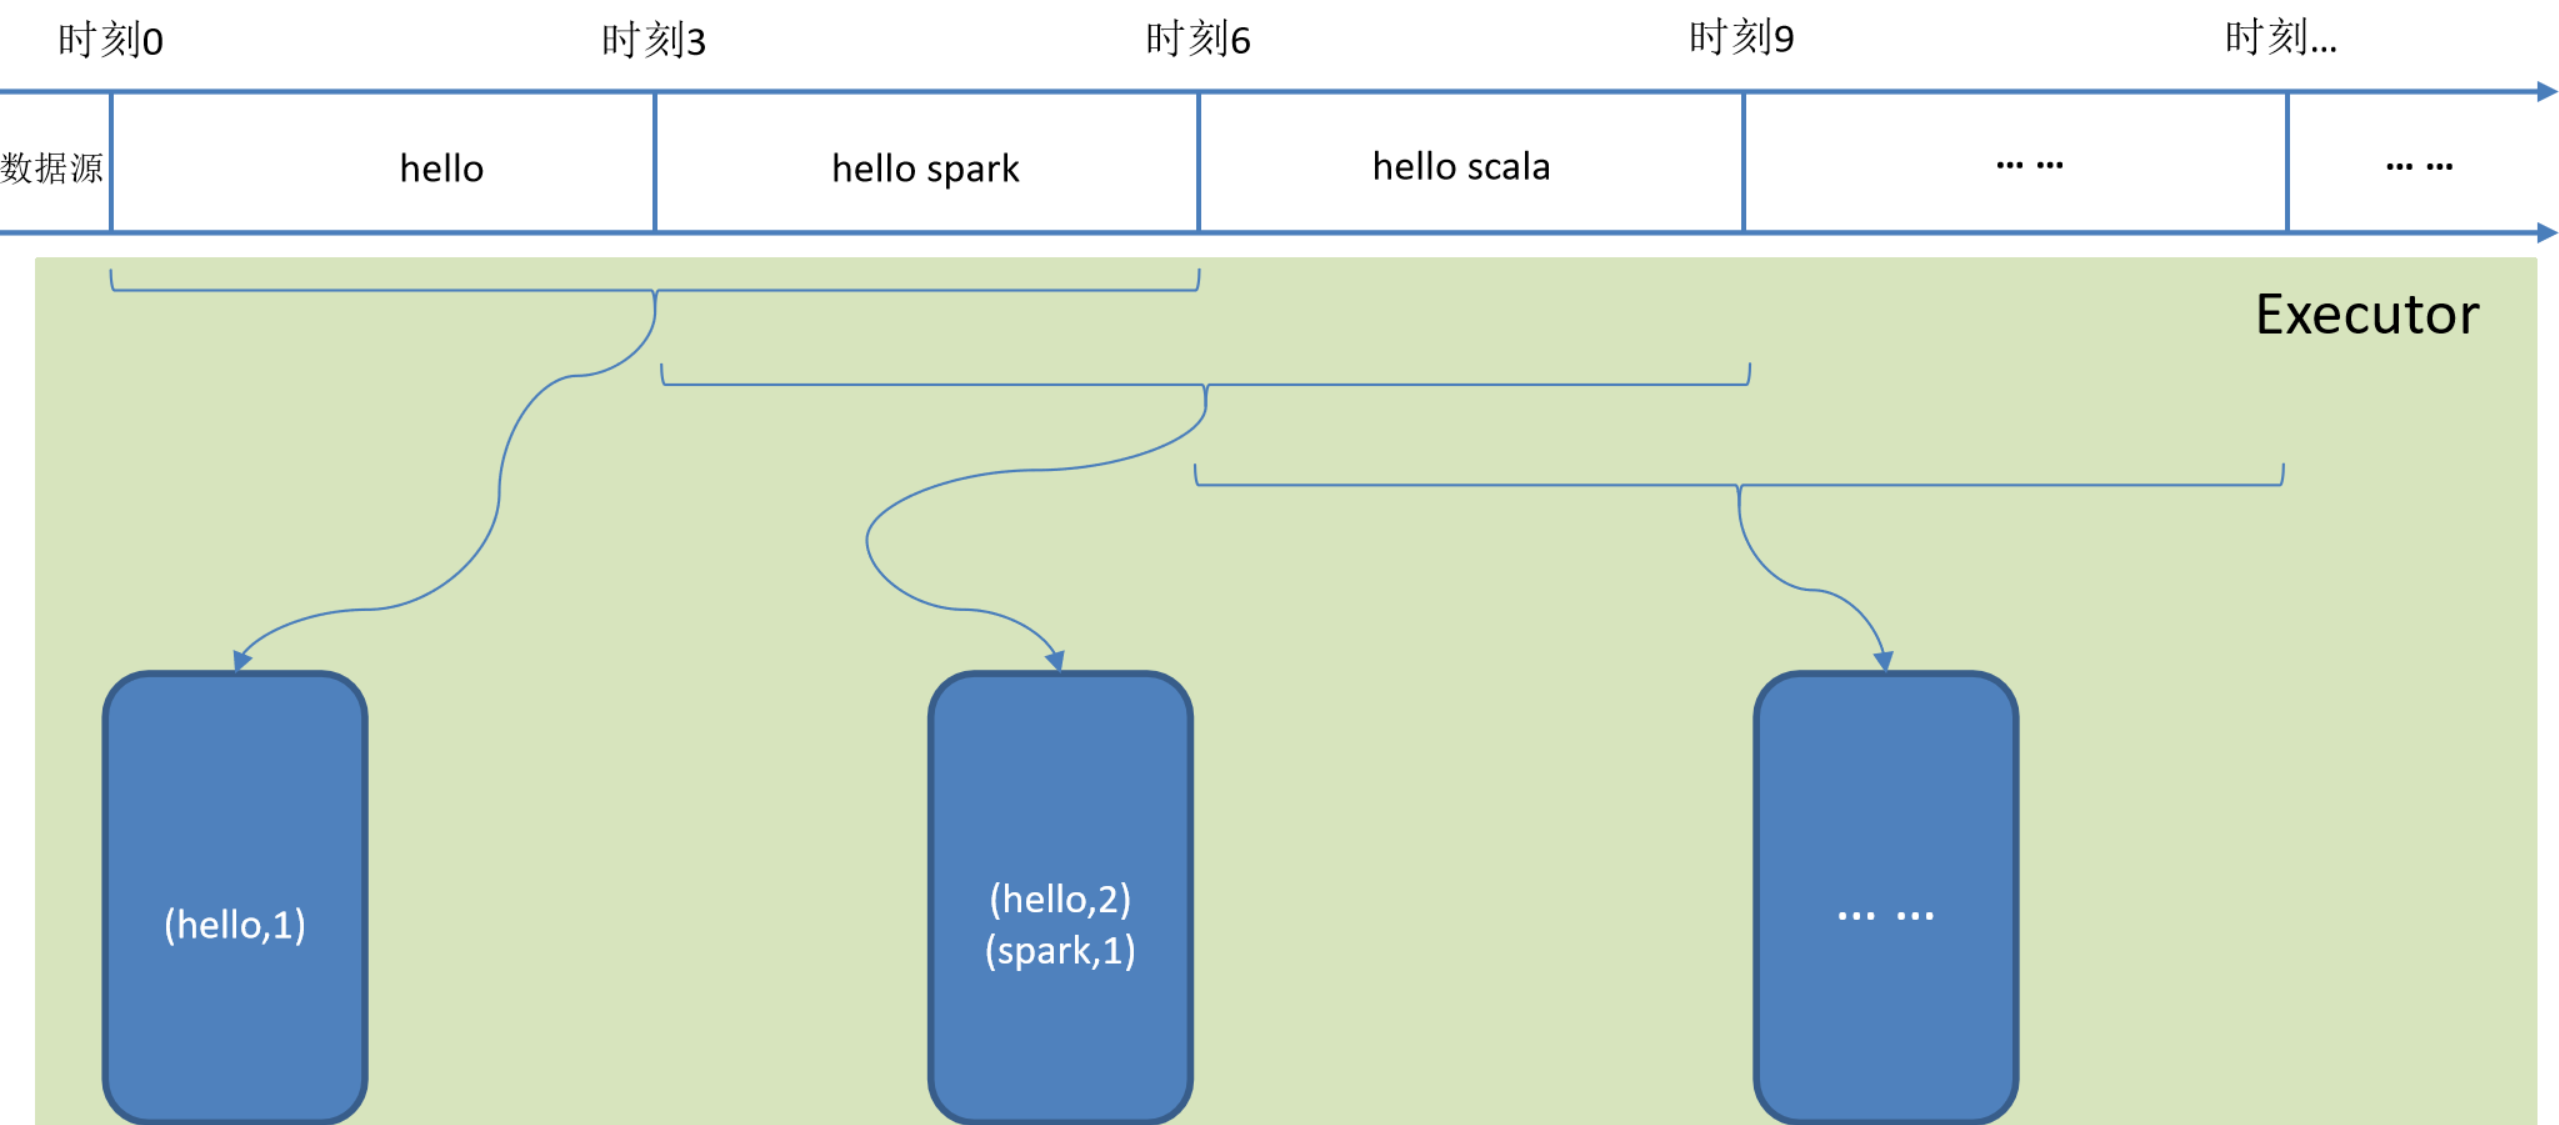 时刻0 时刻3 时刻6 时刻9 时刻...
数据源 hello hello spark hello scala ... ... ... ...
Executor
(hello,1)
(hello,2)
(spark,1)
... ...